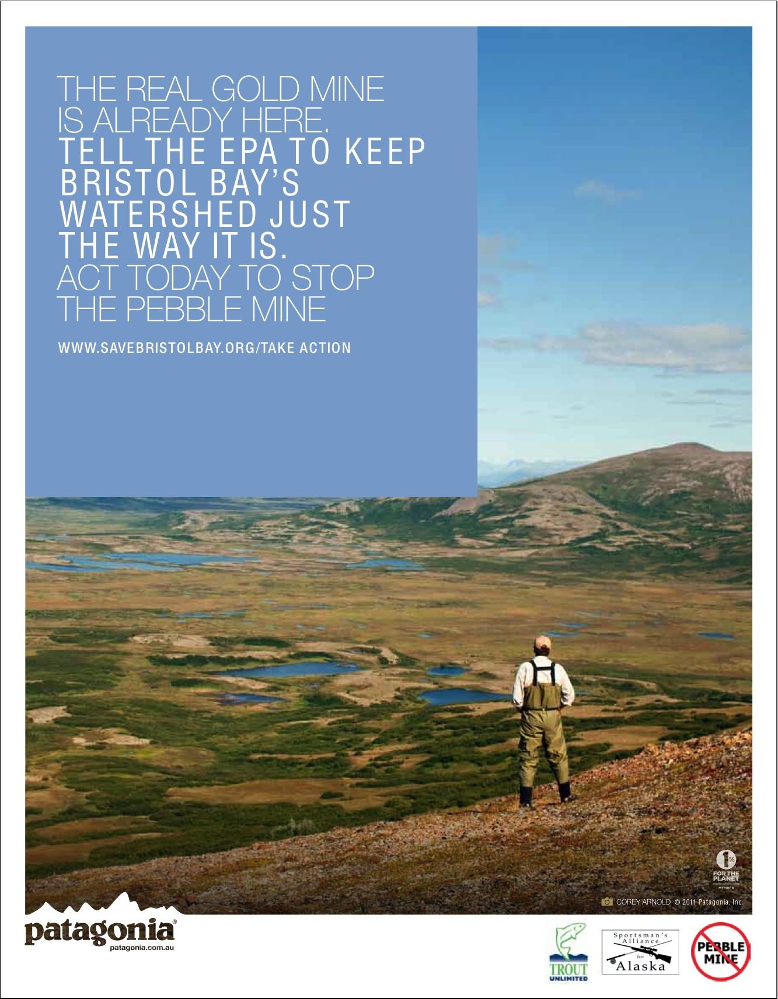 THE REAL GOLD MINE
IS ALREADY HERE.
TELL THE EPA TO KEEP
BRISTOL BAY'S
WATERSHED JUST
THE WAY IT IS.
ACT TODAY TO STOP
THE PEBBLE MINE
WWW.SAVEBRISTOLBAY.ORG/TAKE ACTION
1%
FOR THE
PLANET
MEMBER
COREY ARNOLD © 2011 Patagonia, Inc.
patagonia®
patagonia.com.au
TROUT
UNLIMITED
Sportsman's
Alliance
for
Alaska
PEBBLE
MINE